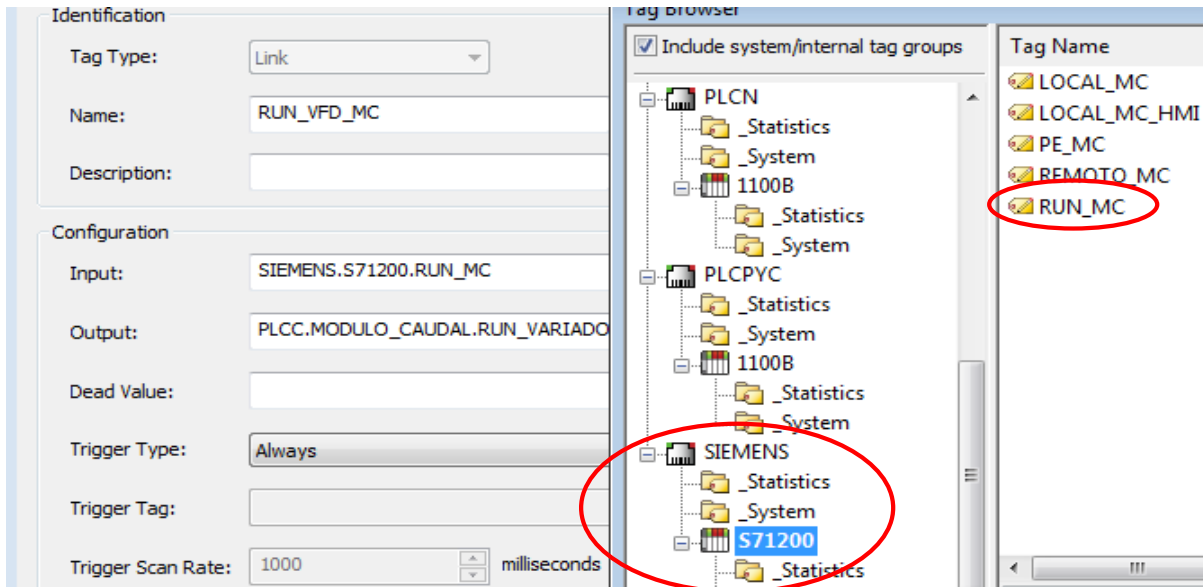 Identification
Tag Type:
Link
Name:
RUN_VFD_MC
Description:
Configuration
Input:
SIEMENS.S71200.RUN_MC
Output:
PLCC.MODULO_CAUDAL.RUN_VARIADO
Dead Value:
Trigger Type:
Always
Trigger Tag:
Trigger Scan Rate:
1000
milliseconds
Tag Browser
Include system/internal tag groups
PLCN
_Statistics
_System
1100B
_Statistics
_System
PLCPYC
_Statistics
_System
1100B
_Statistics
_System
SIEMENS
_Statistics
_System
S71200
_Statistics
Tag Name
LOCAL_MC
LOCAL_MC_HMI
PE_MC
REMOTO_MC
RUN_MC